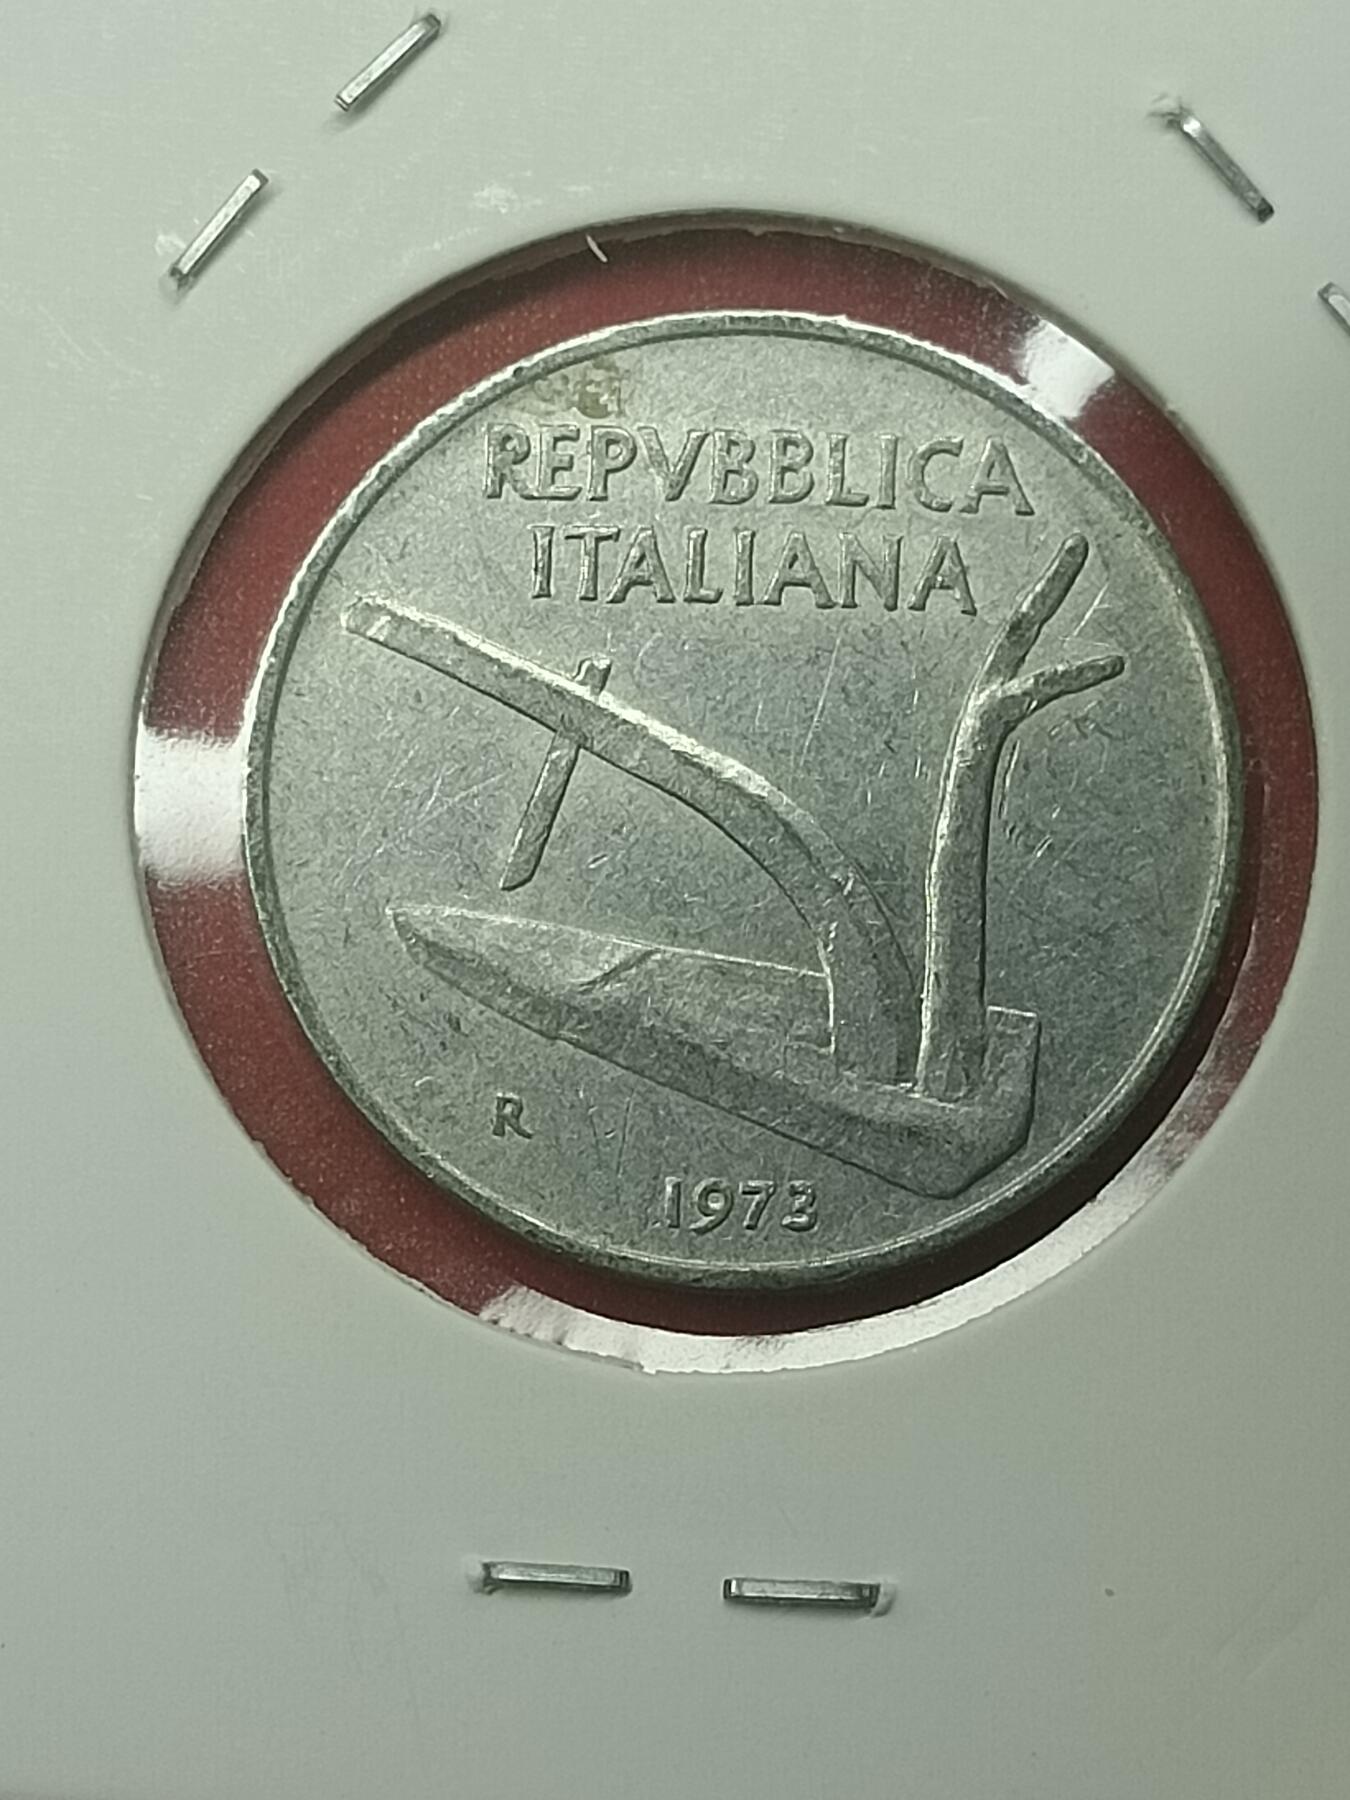 REPVBBLICA
ITALIANA
R
1973